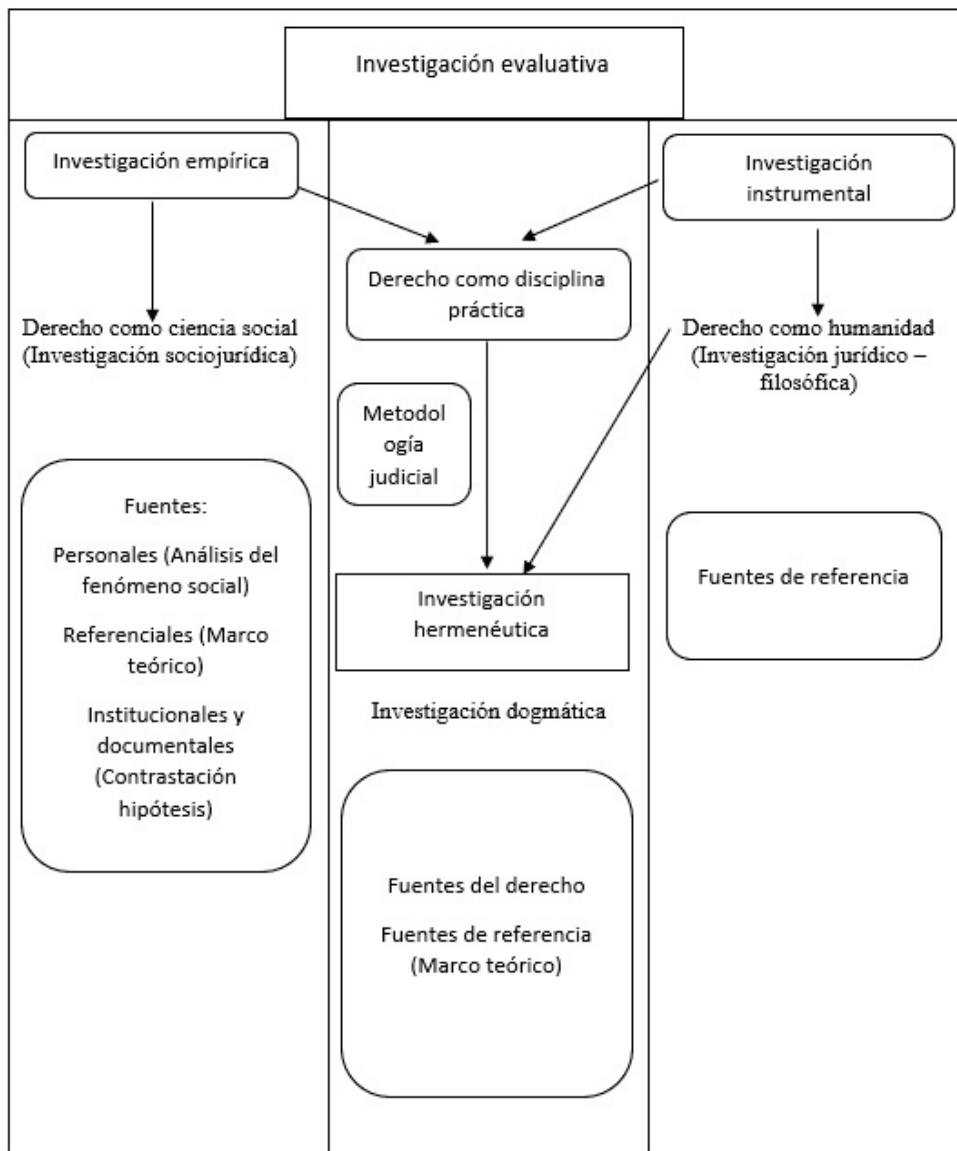 Investigación evaluativa
Investigación empírica
Derecho como ciencia social
(Investigación sociojurídica)
Fuentes:
Personales (Análisis del
fenómeno social)
Referenciales (Marco
teórico)
Institucionales y
documentales
(Contrastación
hipótesis)
Derecho como disciplina
práctica
Metodol
ogía
judicial
Investigación
hermenéutica
Investigación dogmática
Fuentes del derecho
Fuentes de referencia
(Marco teórico)
Investigación
instrumental
Derecho como humanidad
(Investigación jurídico –
filosófica)
Fuentes de referencia